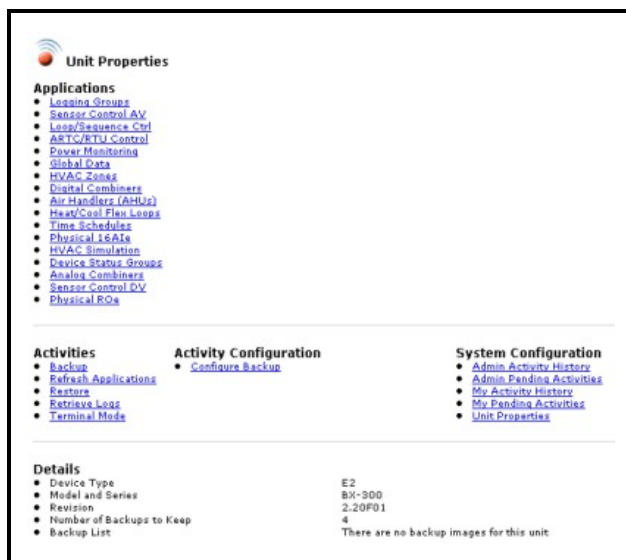 Unit Properties
Applications
Logging Groups
Sensor Control AV
Loop/Sequence Ctrl
ARTC/RTU Control
Power Monitoring
Global Data
HVAC Zones
Digital Combiners
Air Handlers (AHUs)
Heat/Cool Flex Loops
Time Schedules
Physical 16AIe
HVAC Simulation
Device Status Groups
Analog Combiners
Sensor Control DV
Physical ROe
Activities
Backup
Refresh Applications
Restore
Retrieve Logs
Terminal Mode
Activity Configuration
Configure Backup
System Configuration
Admin Activity History
Admin Pending Activities
My Activity History
My Pending Activities
Unit Properties
Details
Device Type E2
Model and Series BX-300
Revision 2.20F01
Number of Backups to Keep 4
Backup List There are no backup images for this unit